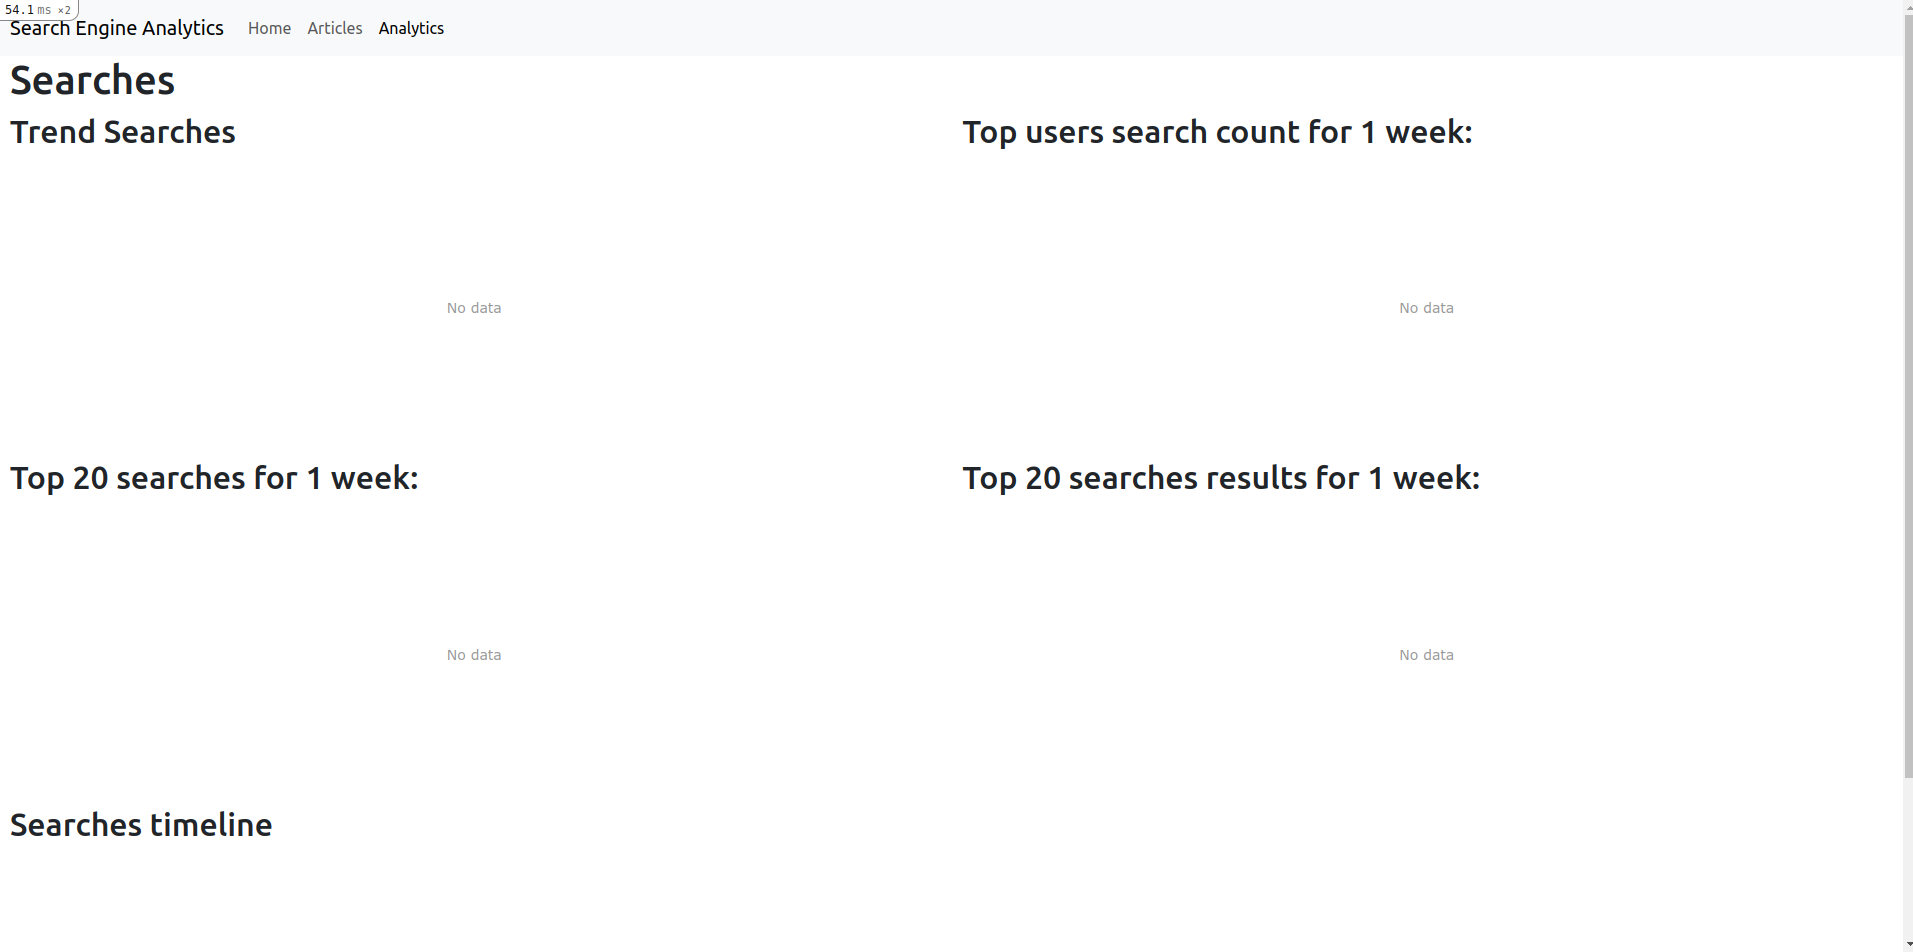 54.1 ms ×2
Search Engine Analytics Home Articles Analytics
Searches
Trend Searches
No data
Top users search count for 1 week:
No data
Top 20 searches for 1 week:
No data
Top 20 searches results for 1 week:
No data
Searches timeline